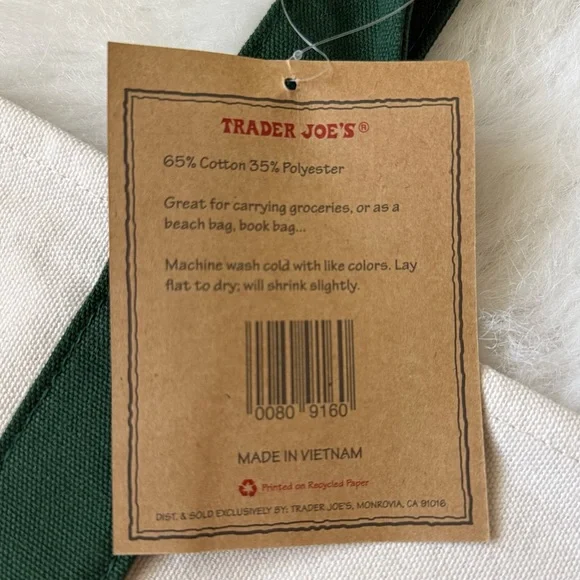 TRADER JOE'S®
65% Cotton 35% Polyester
Great for carrying groceries, or as a
beach bag, book bag...
Machine wash cold with like colors. Lay
flat to dry; will shrink slightly.
0080 9160
MADE IN VIETNAM
Printed on Recycled Paper
DIST. & SOLD EXCLUSIVELY BY: TRADER JOE'S, MONROVIA, CA 91016